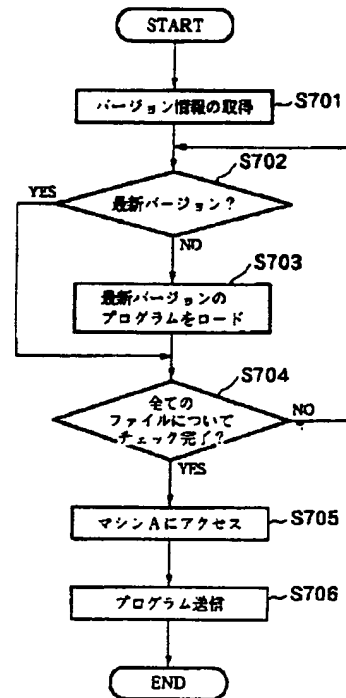 START
バージョン情報の取得
S701
S702
YES
最新バージョン?
NO
S703
最新バージョンの
プログラムをロード
S704
全ての
ファイルについて
チェック完了?
NO
YES
マシンAにアクセス
S705
プログラム送信
S706
END